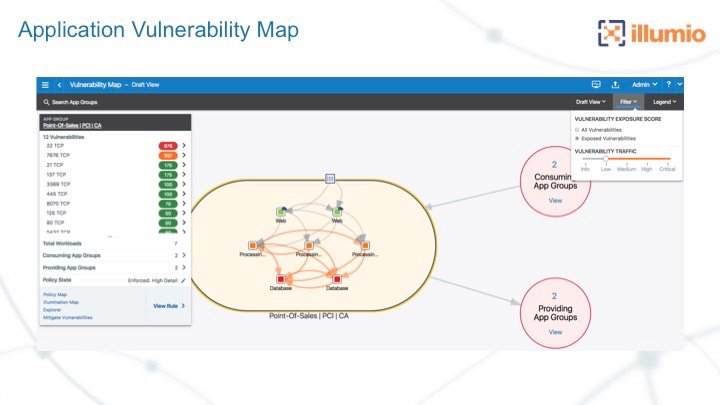 Application Vulnerability Map
illumio
Vulnerability Map – Draft View
Admin
?
Search App Groups
Draft View
Filter
Legend
APP GROUP
Point-Of-Sales | PCI | CA
12 Vulnerabilities
22 TCP 976
7676 TCP 357
21 TCP 175
137 TCP 175
3389 TCP 100
445 TCP 100
8070 TCP 75
125 TCP 50
80 TCP 50
5432 TCP
Total Workloads 7
Consuming App Groups 2
Providing App Groups 2
Policy State Enforced: High Detail
Policy Map
Illumination Map
Explorer
Mitigate Vulnerabilities
View Rule
VULNERABILITY EXPOSURE SCORE
All Vulnerabilities
Exposed Vulnerabilities
VULNERABILITY TRAFFIC
Info Low Medium High Critical
Web
Web
Processin...
Processin...
Processin...
Database
Database
Point-Of-Sales | PCI | CA
2
Consuming
App Groups
View
2
Providing
App Groups
View